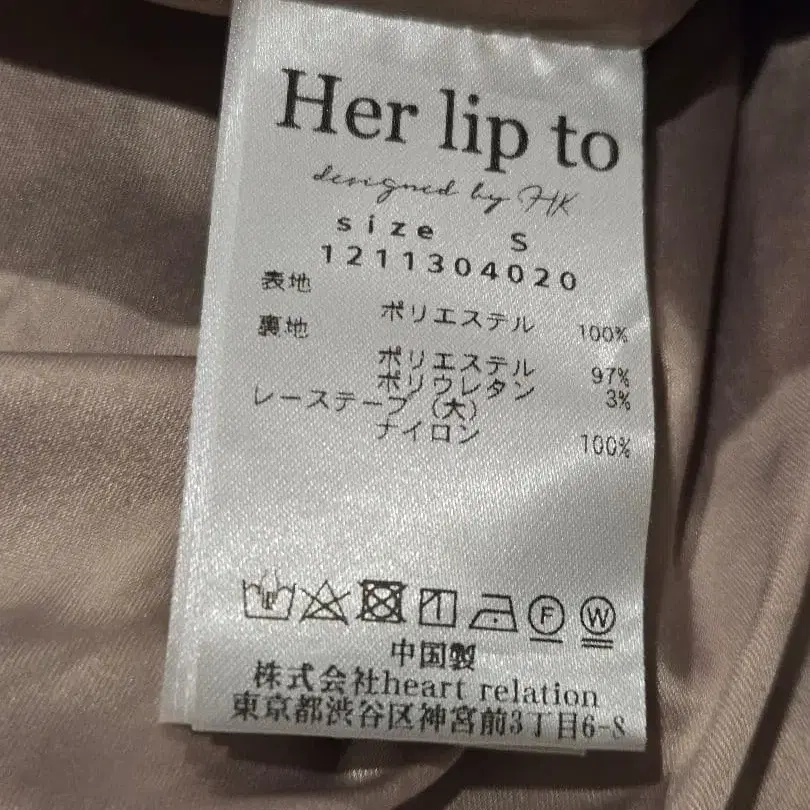 Her lip to
designed by HK
size S
1211304020
表地
ポリエステル 100%
裏地
ポリエステル 97%
ポリウレタン 3%
レーステープ（大）
ナイロン 100%
F W
中国製
株式会社heart relation
東京都渋谷区神宮前3丁目6-8